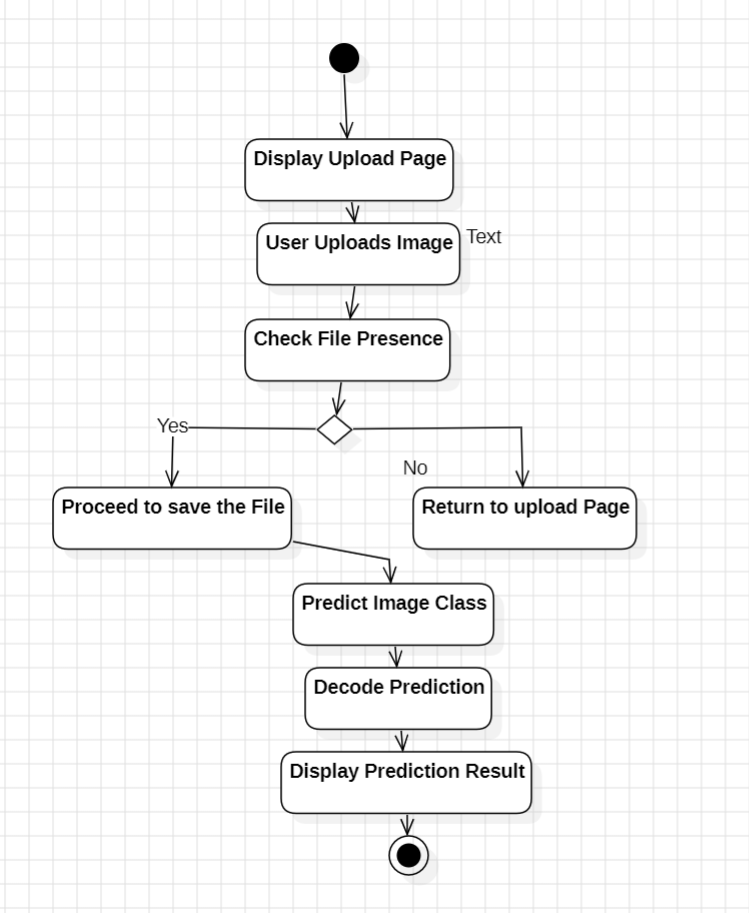 Display Upload Page
User Uploads Image
Text
Check File Presence
Yes
No
Proceed to save the File
Return to upload Page
Predict Image Class
Decode Prediction
Display Prediction Result